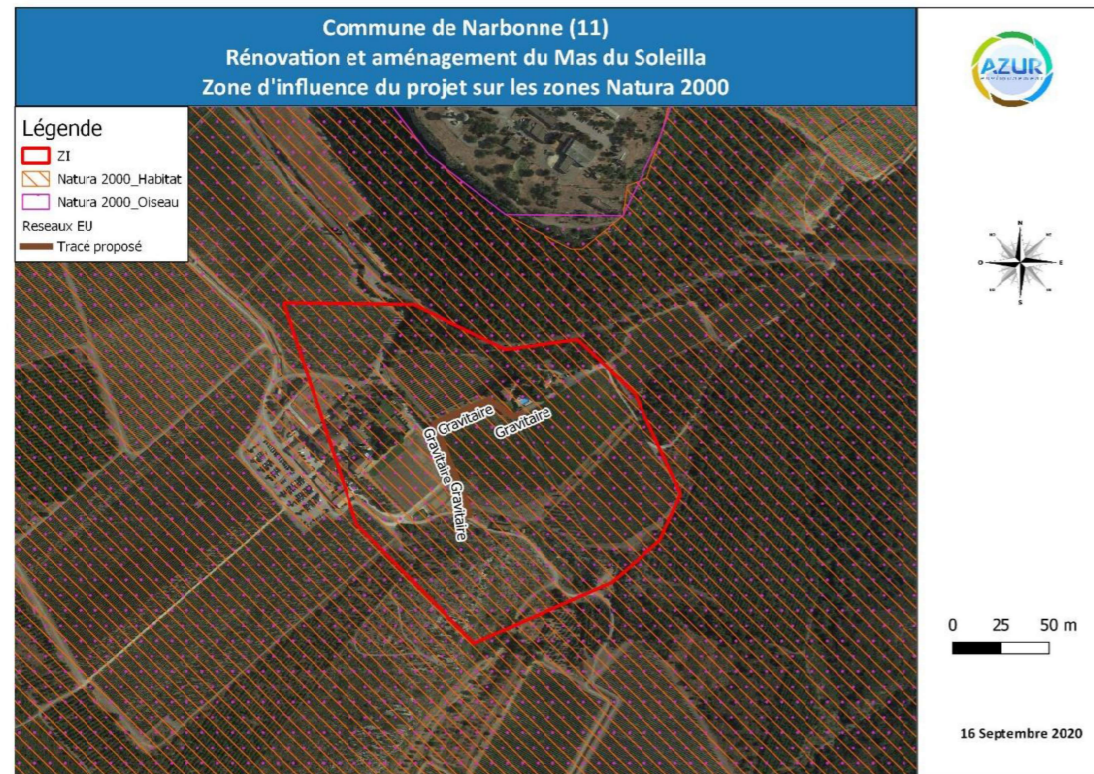 Commune de Narbonne (11)
Rénovation et aménagement du Mas du Soleilla
Zone d'influence du projet sur les zones Natura 2000
Légende
ZI
Natura 2000_Habitat
Natura 2000_Oiseau
Reseaux EU
Tracé proposé
Gravitaire
Gravitaire
Gravitaire
Gravitaire
AZUR
N
O
E
S
0 25 50 m
16 Septembre 2020